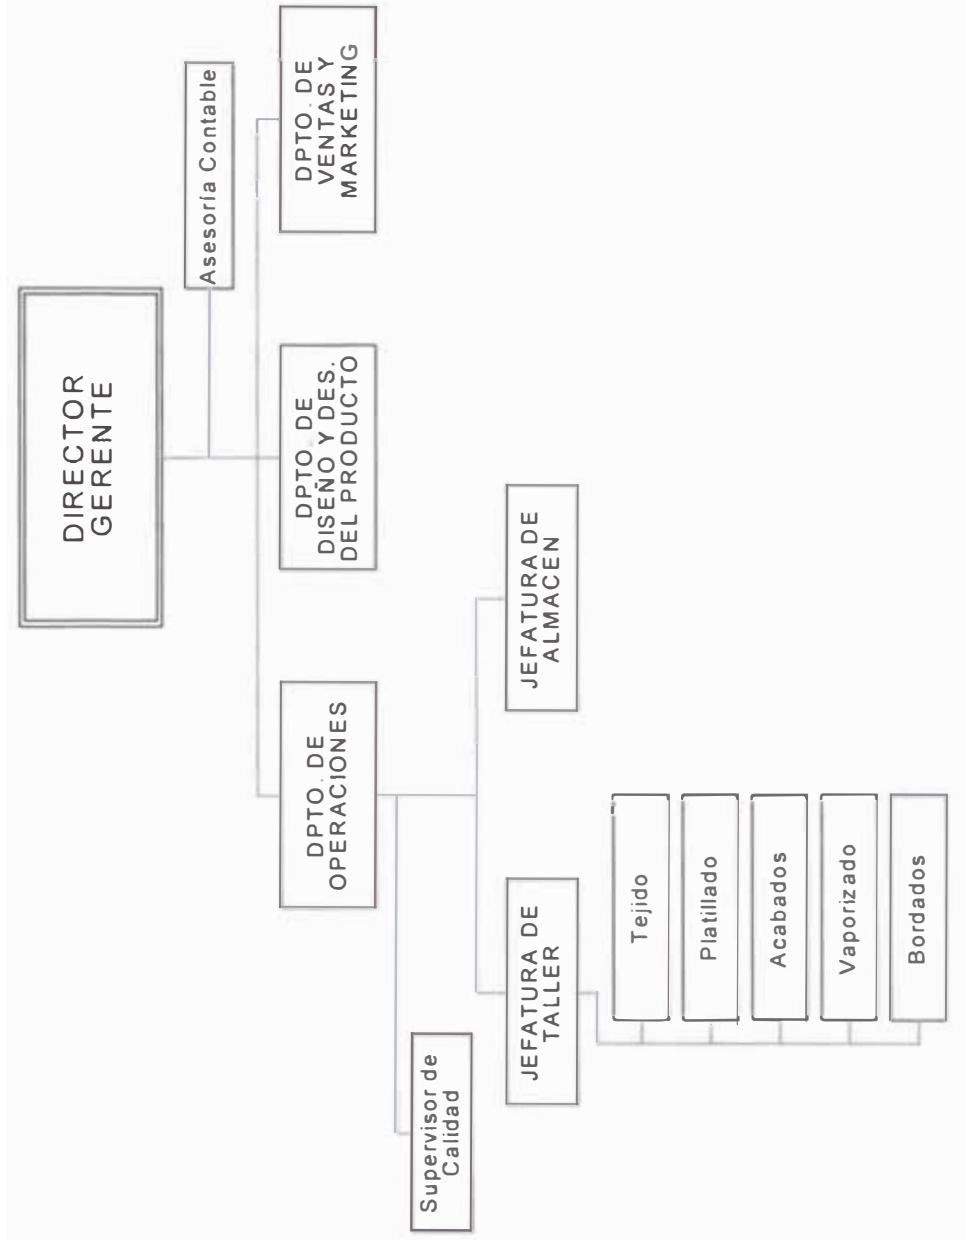 DIRECTOR
GERENTE
Asesoría Contable
DPTO. DE
OPERACIONES
DPTO. DE
DISEÑO Y DES.
DEL PRODUCTO
DPTO. DE
VENTAS Y
MARKETING
Supervisor de
Calidad
JEFATURA DE
TALLER
JEFATURA DE
ALMACEN
Tejido
Platillado
Acabados
Vaporizado
Bordados